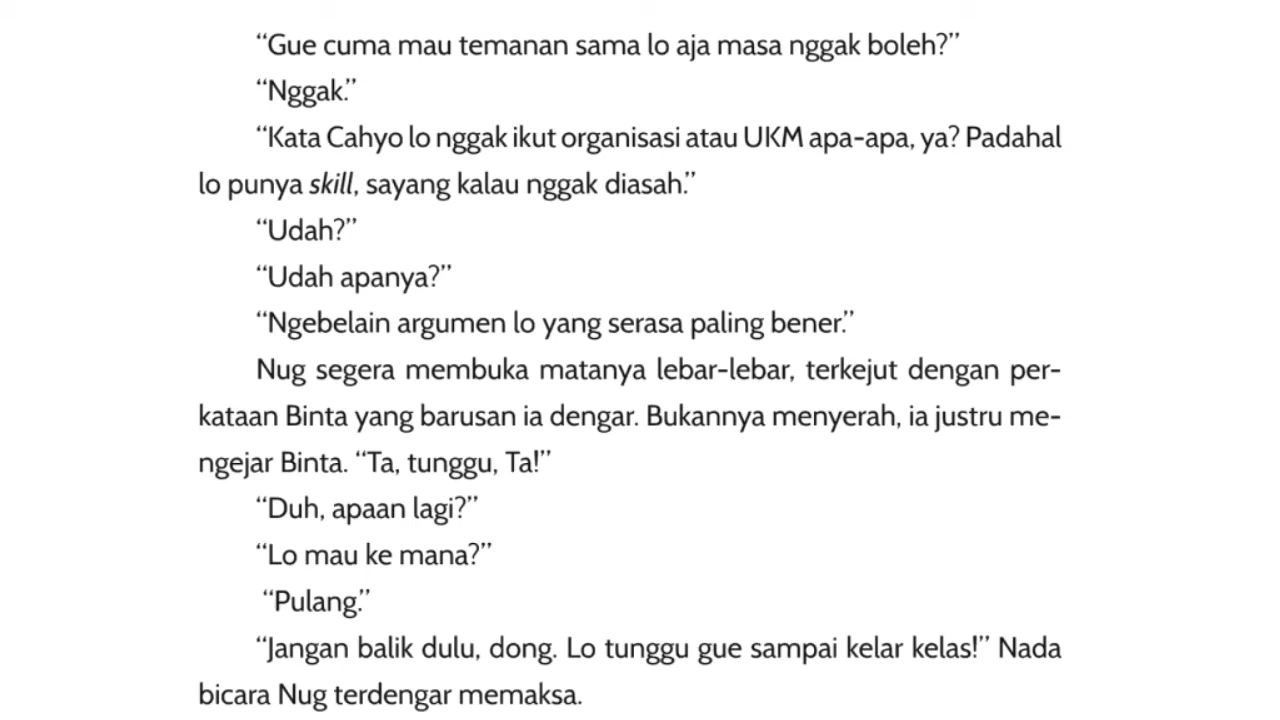 “Gue cuma mau temanan sama lo aja masa nggak boleh?”
“Nggak.”
“Kata Cahyo lo nggak ikut organisasi atau UKM apa-apa, ya? Padahal
lo punya skill, sayang kalau nggak diasah.”
“Udah?”
“Udah apanya?”
“Ngebelain argumen lo yang serasa paling bener.”
Nug segera membuka matanya lebar-lebar, terkejut dengan per-
kataan Binta yang barusan ia dengar. Bukannya menyerah, ia justru me-
ngejar Binta. “Ta, tunggu, Ta!”
“Duh, apaan lagi?”
“Lo mau ke mana?”
“Pulang.”
“Jangan balik dulu, dong. Lo tunggu gue sampai kelar kelas!” Nada
bicara Nug terdengar memaksa.